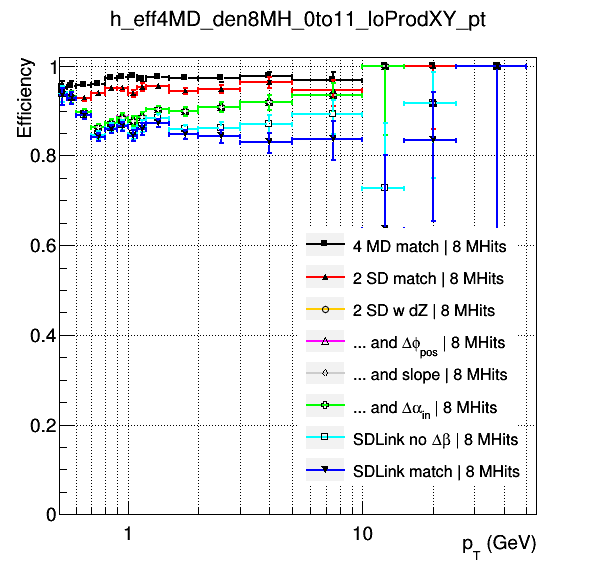 h_eff4MD_den8MH_0to11_loProdXY_pt
Efficiency
1
0.8
0.6
0.4
0.2
0
4 MD match | 8 MHits
2 SD match | 8 MHits
2 SD w dZ | 8 MHits
... and Δϕpos | 8 MHits
... and slope | 8 MHits
... and Δαin | 8 MHits
SDLink no Δβ | 8 MHits
SDLink match | 8 MHits
1
10
pT (GeV)